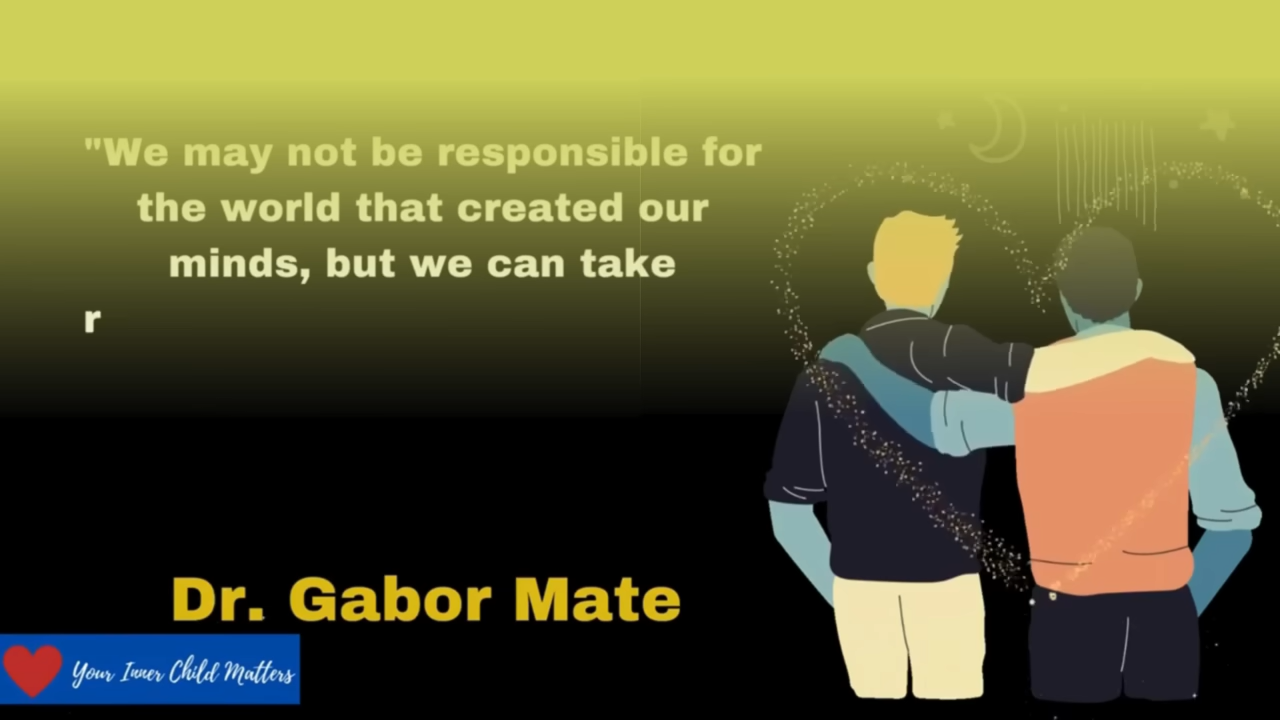 "We may not be responsible for
the world that created our
minds, but we can take
r
Dr. Gabor Mate
Your Inner Child Matters